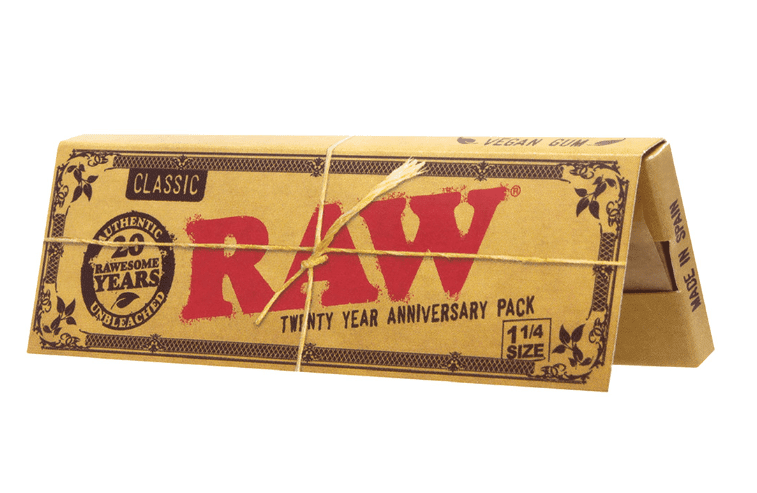 VEGAN GUM
CLASSIC
RAW®
AUTHENTIC
20
RAWESOME
YEARS
UNBLEACHED
TWENTY YEAR ANNIVERSARY PACK
1 1/4
SIZE
MADE IN SPAIN